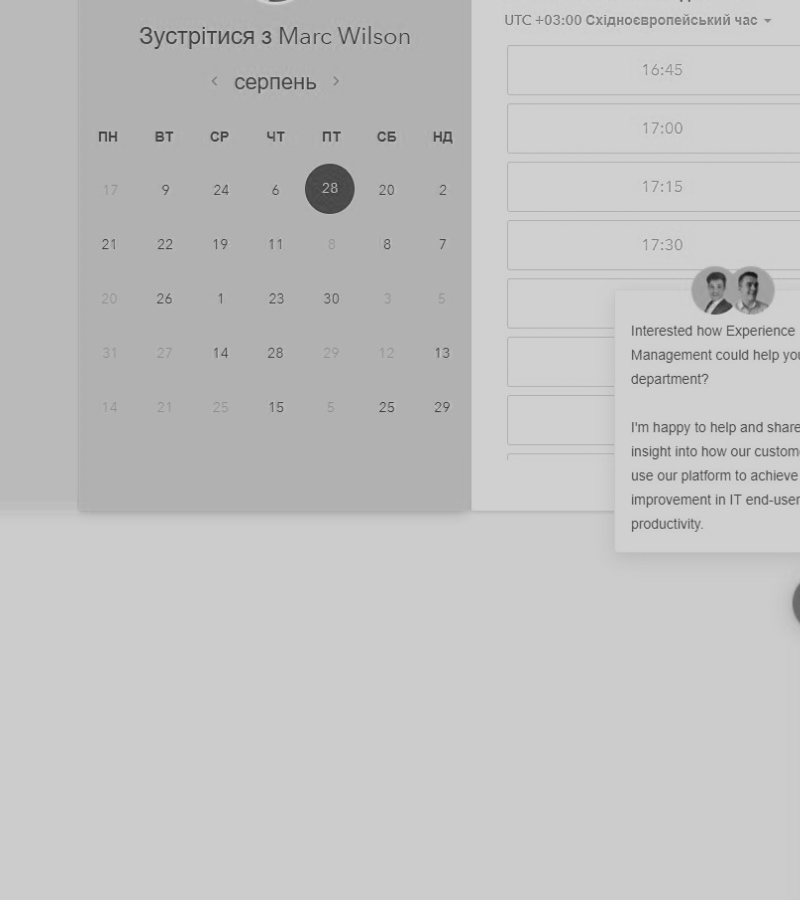 Зустрітися з Marc Wilson
серпень
ПН ВТ СР ЧТ ПТ СБ НД
17 9 24 6 28 20 2
21 22 19 11 8 8 7
20 26 1 23 30 3 5
31 27 14 28 29 12 13
14 21 25 15 5 25 29
UTC +03:00 Східноєвропейський час
16:45
17:00
17:15
17:30
Interested how Experience
Management could help you
department?
I'm happy to help and share
insight into how our custome
use our platform to achieve
improvement in IT end-user
productivity.